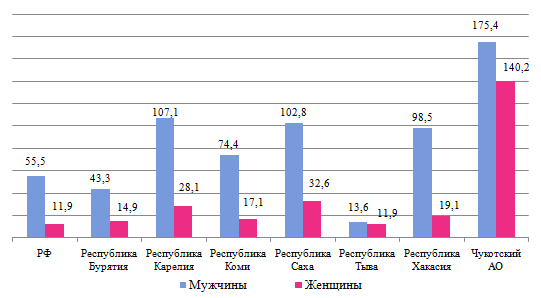 175,4
140,2
107,1
102,8
98,5
74,4
55,5
43,3
28,1
32,6
11,9
14,9
17,1
13,6
11,9
19,1
РФ
Республика Бурятия
Республика Карелия
Республика Коми
Республика Саха
Республика Тыва
Республика Хакасия
Чукотский АО
Мужчины
Женщины